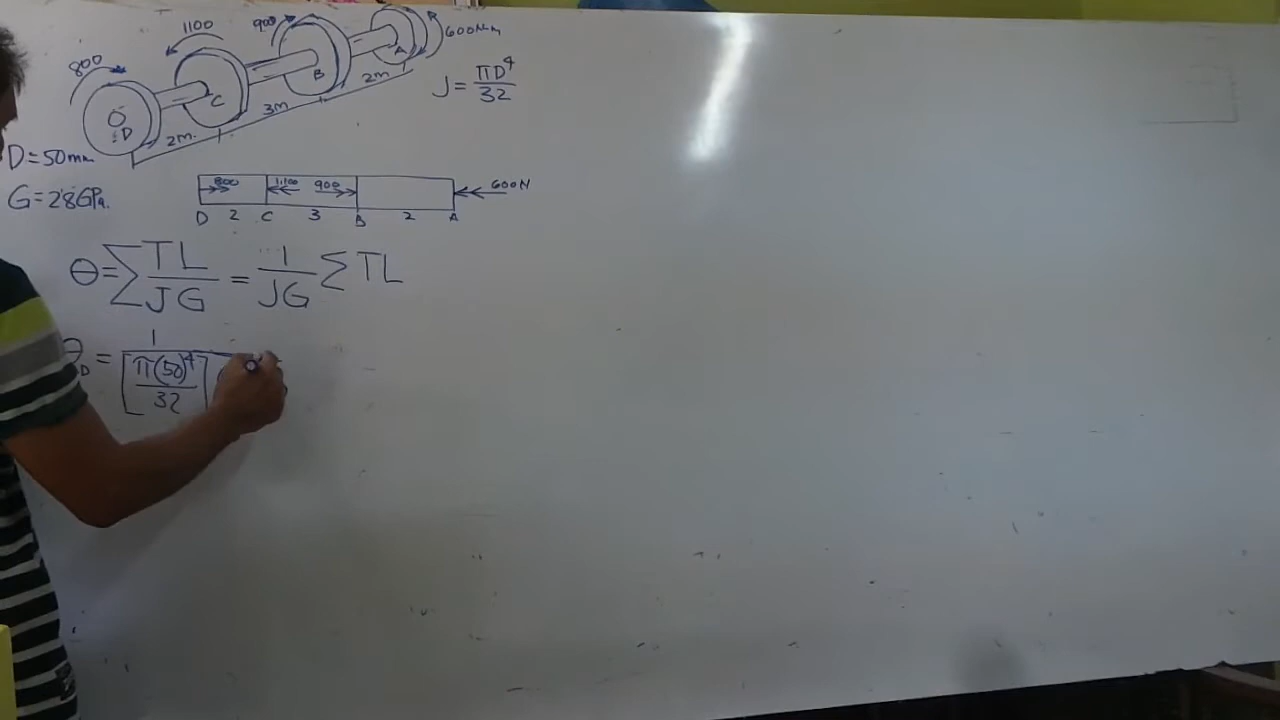 800
1100
900
600Nm
D
C
B
A
2m
3m
2m
J = πD⁴/32
D=50mm
G=28GPa.
800 1100 900 600N
D 2 C 3 B 2 A
θ=∑ TL/JG = 1/JG ∑ TL
θD = 1/[π(50)⁴/32]